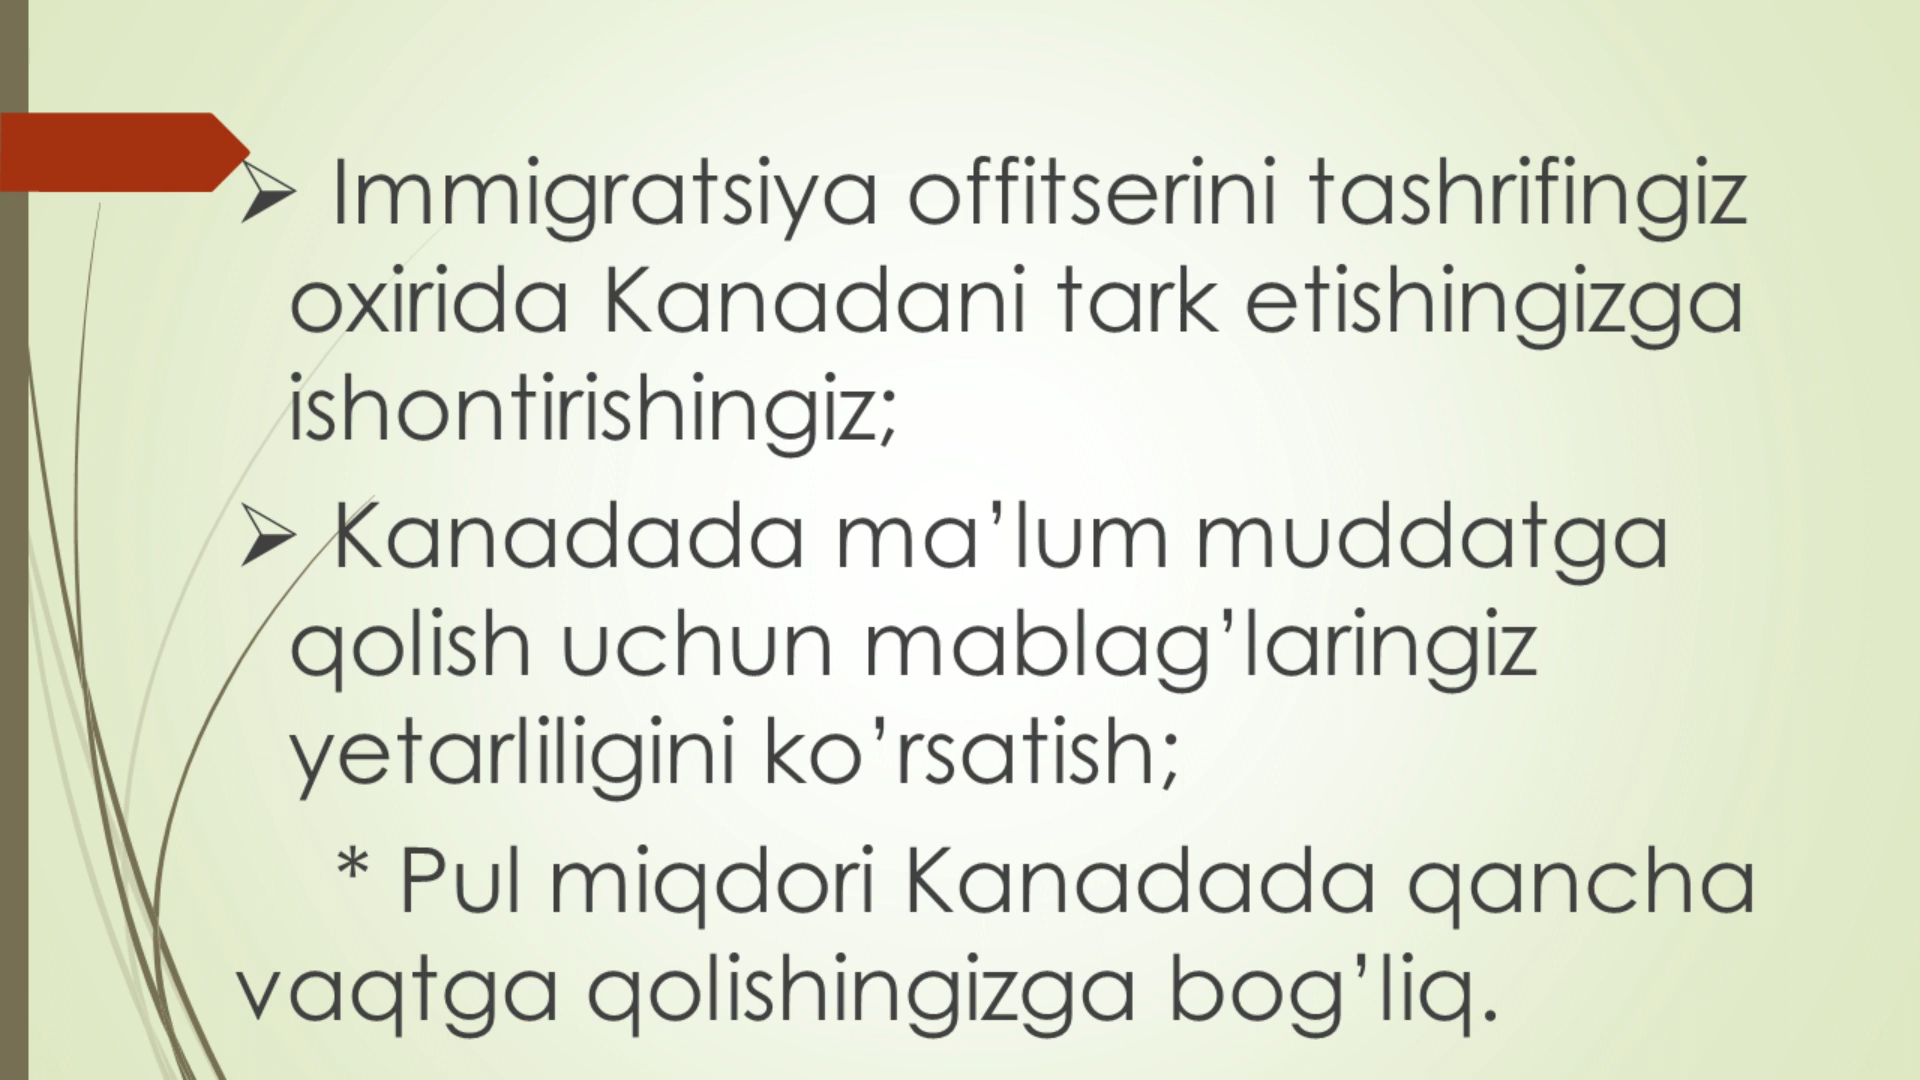 ➢ Immigratsiya offitserini tashrifingiz
oxirida Kanadani tark etishingizga
ishontirishingiz;
➢ Kanadada ma’lum muddatga
qolish uchun mablag’laringiz
yetarliligini ko’rsatish;
* Pul miqdori Kanadada qancha
vaqtga qolishingizga bog’liq.